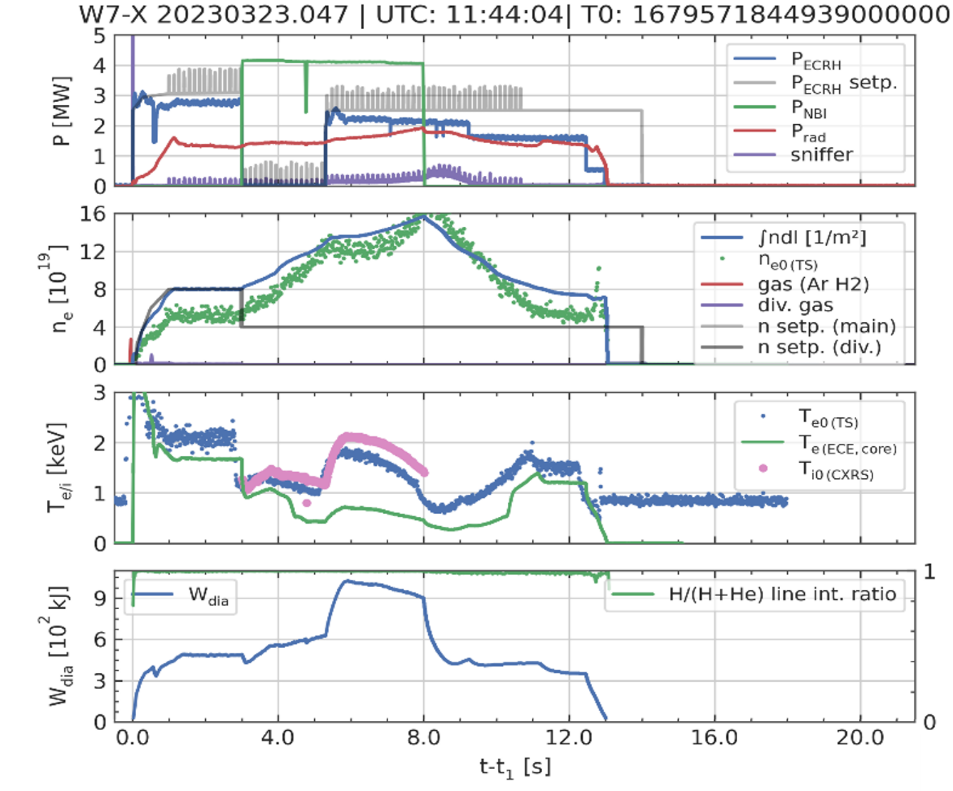 W7-X 20230323.047 | UTC: 11:44:04| T0: 1679571844939000000
5
4
3
2
1
0
P [MW]
P_ECRH
P_ECRH setp.
P_NBI
P_rad
sniffer
16
12
8
4
0
n_e [10^19]
∫ndl [1/m²]
n_e0 (TS)
gas (Ar H2)
div. gas
n setp. (main)
n setp. (div.)
3
2
1
0
T_e/i [keV]
T_e0 (TS)
T_e (ECE, core)
T_i0 (CXRS)
9
6
3
0
W_dia [10^2 kJ]
W_dia
H/(H+He) line int. ratio
1
0
0.0 4.0 8.0 12.0 16.0 20.0
t-t_1 [s]